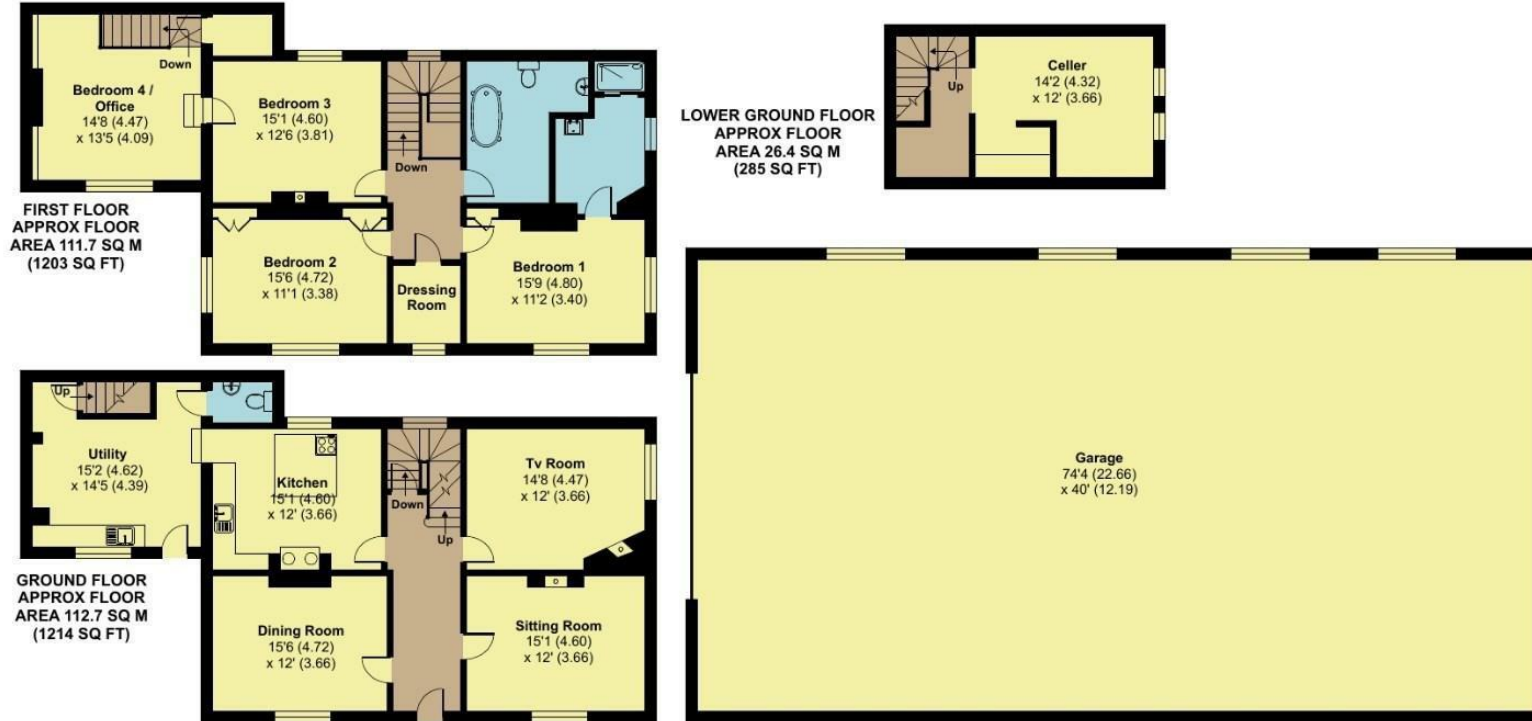 Down
Bedroom 4 /
Office
14'8 (4.47)
x 13'5 (4.09)
Bedroom 3
15'1 (4.60)
x 12'6 (3.81)
Down
FIRST FLOOR
APPROX FLOOR
AREA 111.7 SQ M
(1203 SQ FT)
Bedroom 2
15'6 (4.72)
x 11'1 (3.38)
Dressing
Room
Bedroom 1
15'9 (4.80)
x 11'2 (3.40)
LOWER GROUND FLOOR
APPROX FLOOR
AREA 26.4 SQ M
(285 SQ FT)
Up
Celler
14'2 (4.32)
x 12' (3.66)
Up
Utility
15'2 (4.62)
x 14'5 (4.39)
Kitchen
15'1 (4.60)
x 12' (3.66)
Down
Up
Tv Room
14'8 (4.47)
x 12' (3.66)
GROUND FLOOR
APPROX FLOOR
AREA 112.7 SQ M
(1214 SQ FT)
Dining Room
15'6 (4.72)
x 12' (3.66)
Sitting Room
15'1 (4.60)
x 12' (3.66)
Garage
74'4 (22.66)
x 40' (12.19)